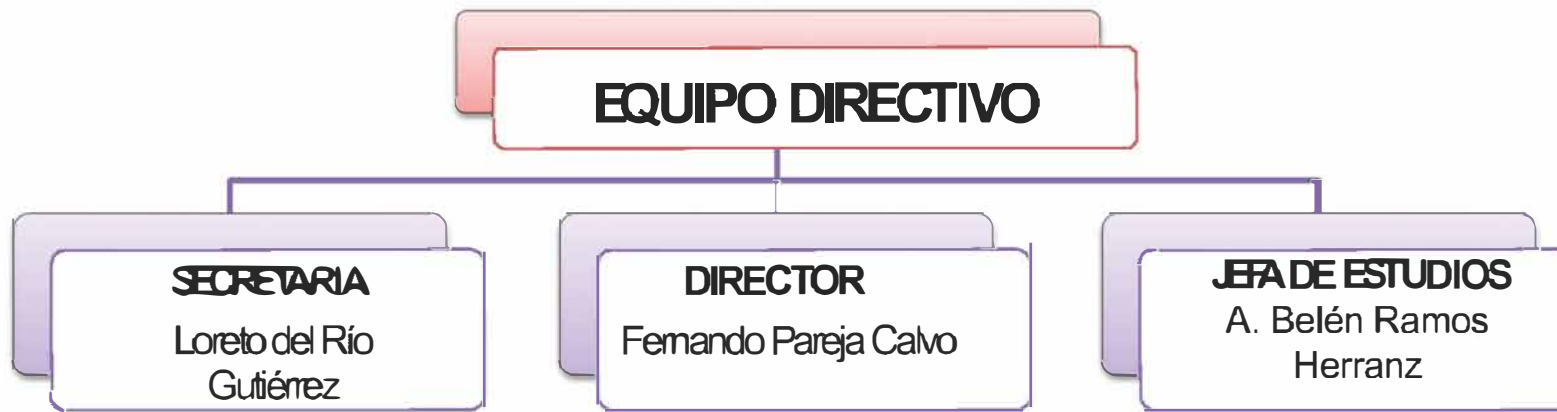 EQUIPO DIRECTIVO
SECRETARIA
Loreto del Río
Gutiérrez
DIRECTOR
Fernando Pareja Calvo
JEFA DE ESTUDIOS
A. Belén Ramos
Herranz